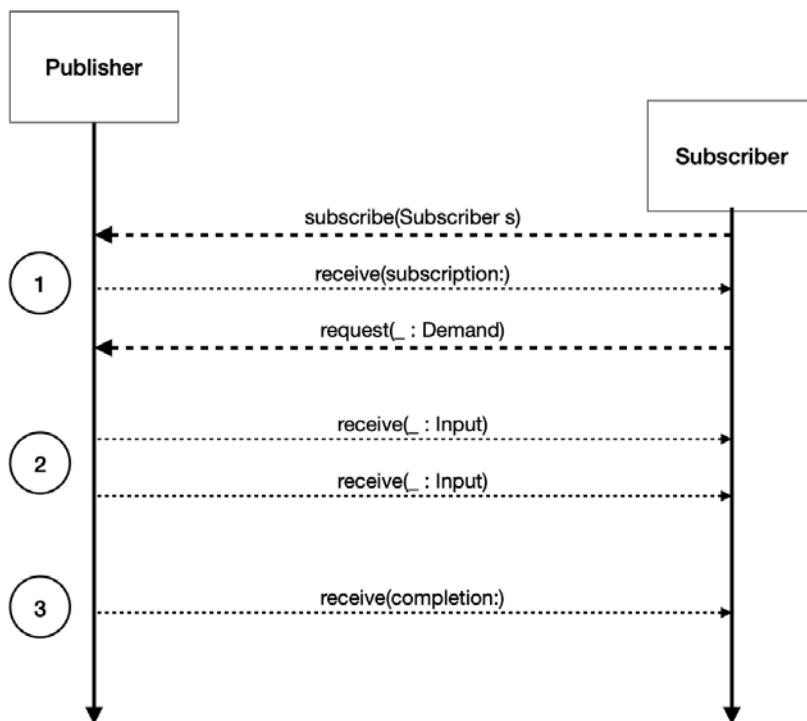 Publisher
Subscriber
subscribe(Subscriber s)
1
receive(subscription:)
request(_ : Demand)
receive(_ : Input)
2
receive(_ : Input)
3
receive(completion:)